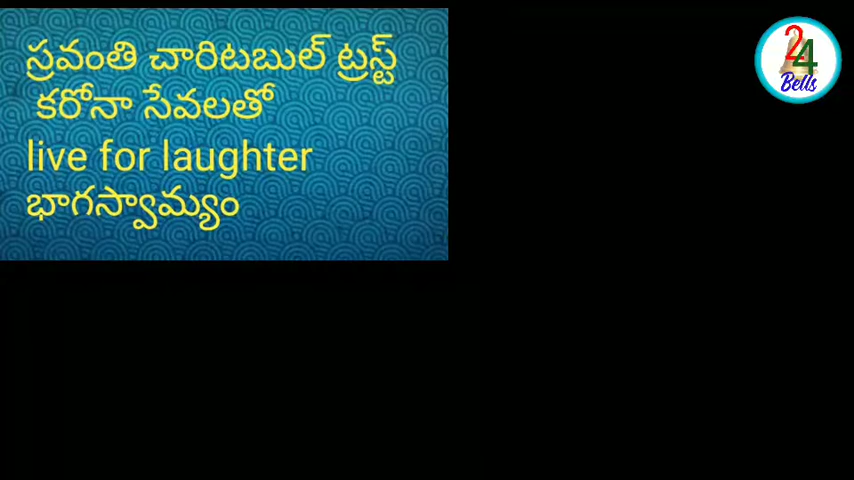 స్రవంతి చారిటబుల్ ట్రస్ట్
కరోనా సేవలతో
live for laughter
భాగస్వామ్యం
24
Bells